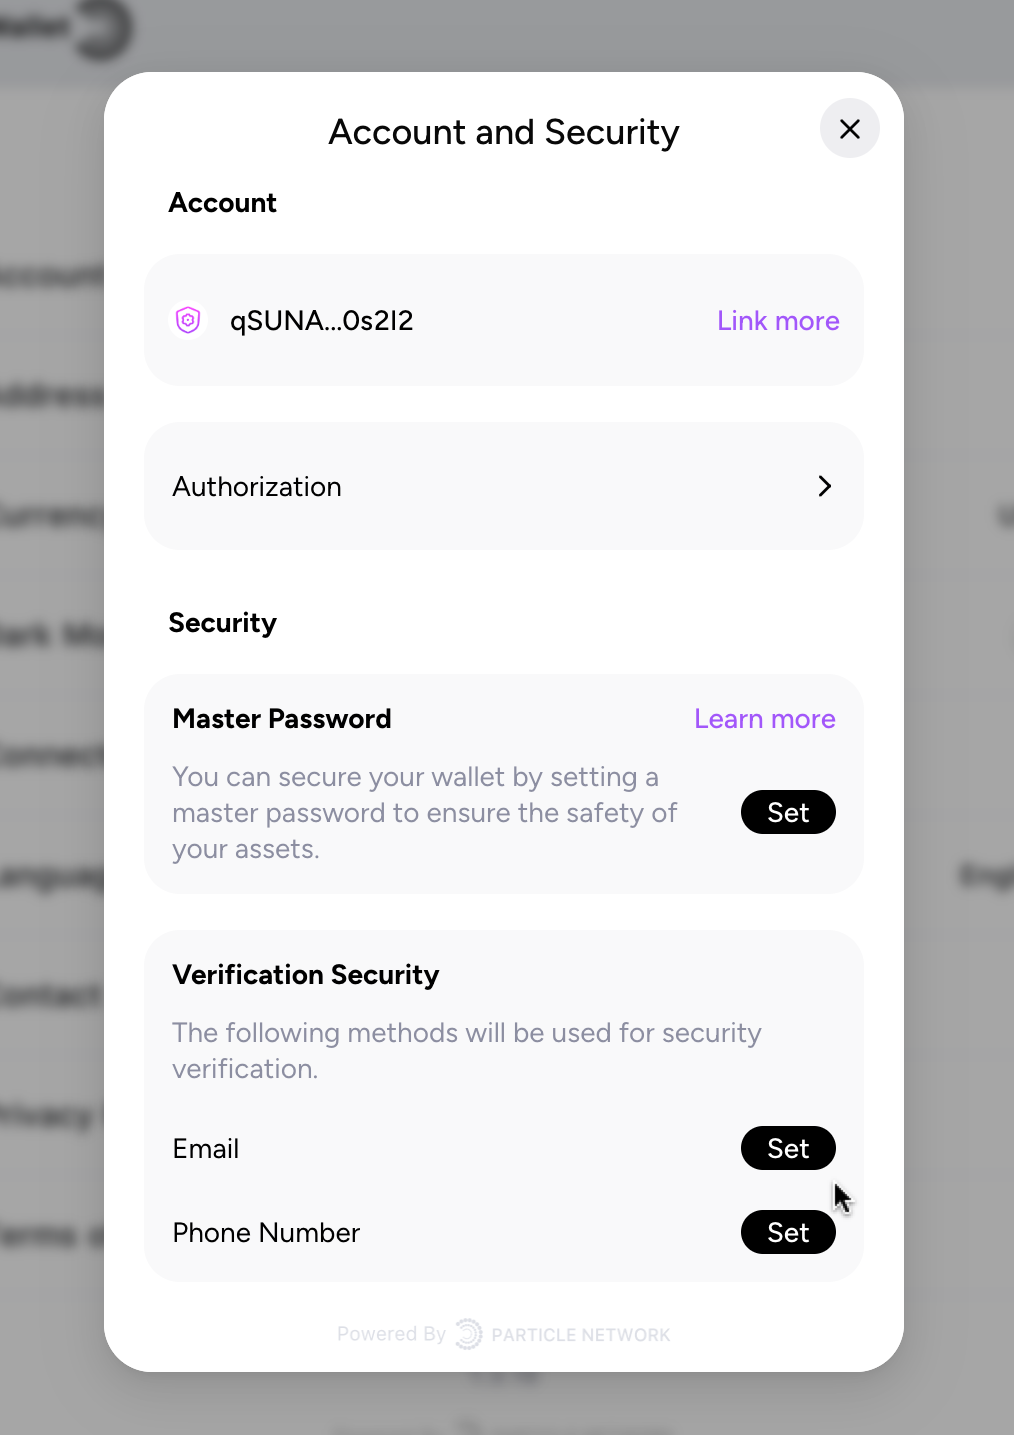 Wallet
Account and Security
Account
qSUNA...0s2I2
Link more
Authorization
Security
Master Password
Learn more
You can secure your wallet by setting a
master password to ensure the safety of
your assets.
Set
Verification Security
The following methods will be used for security
verification.
Email
Set
Phone Number
Set
Powered By PARTICLE NETWORK